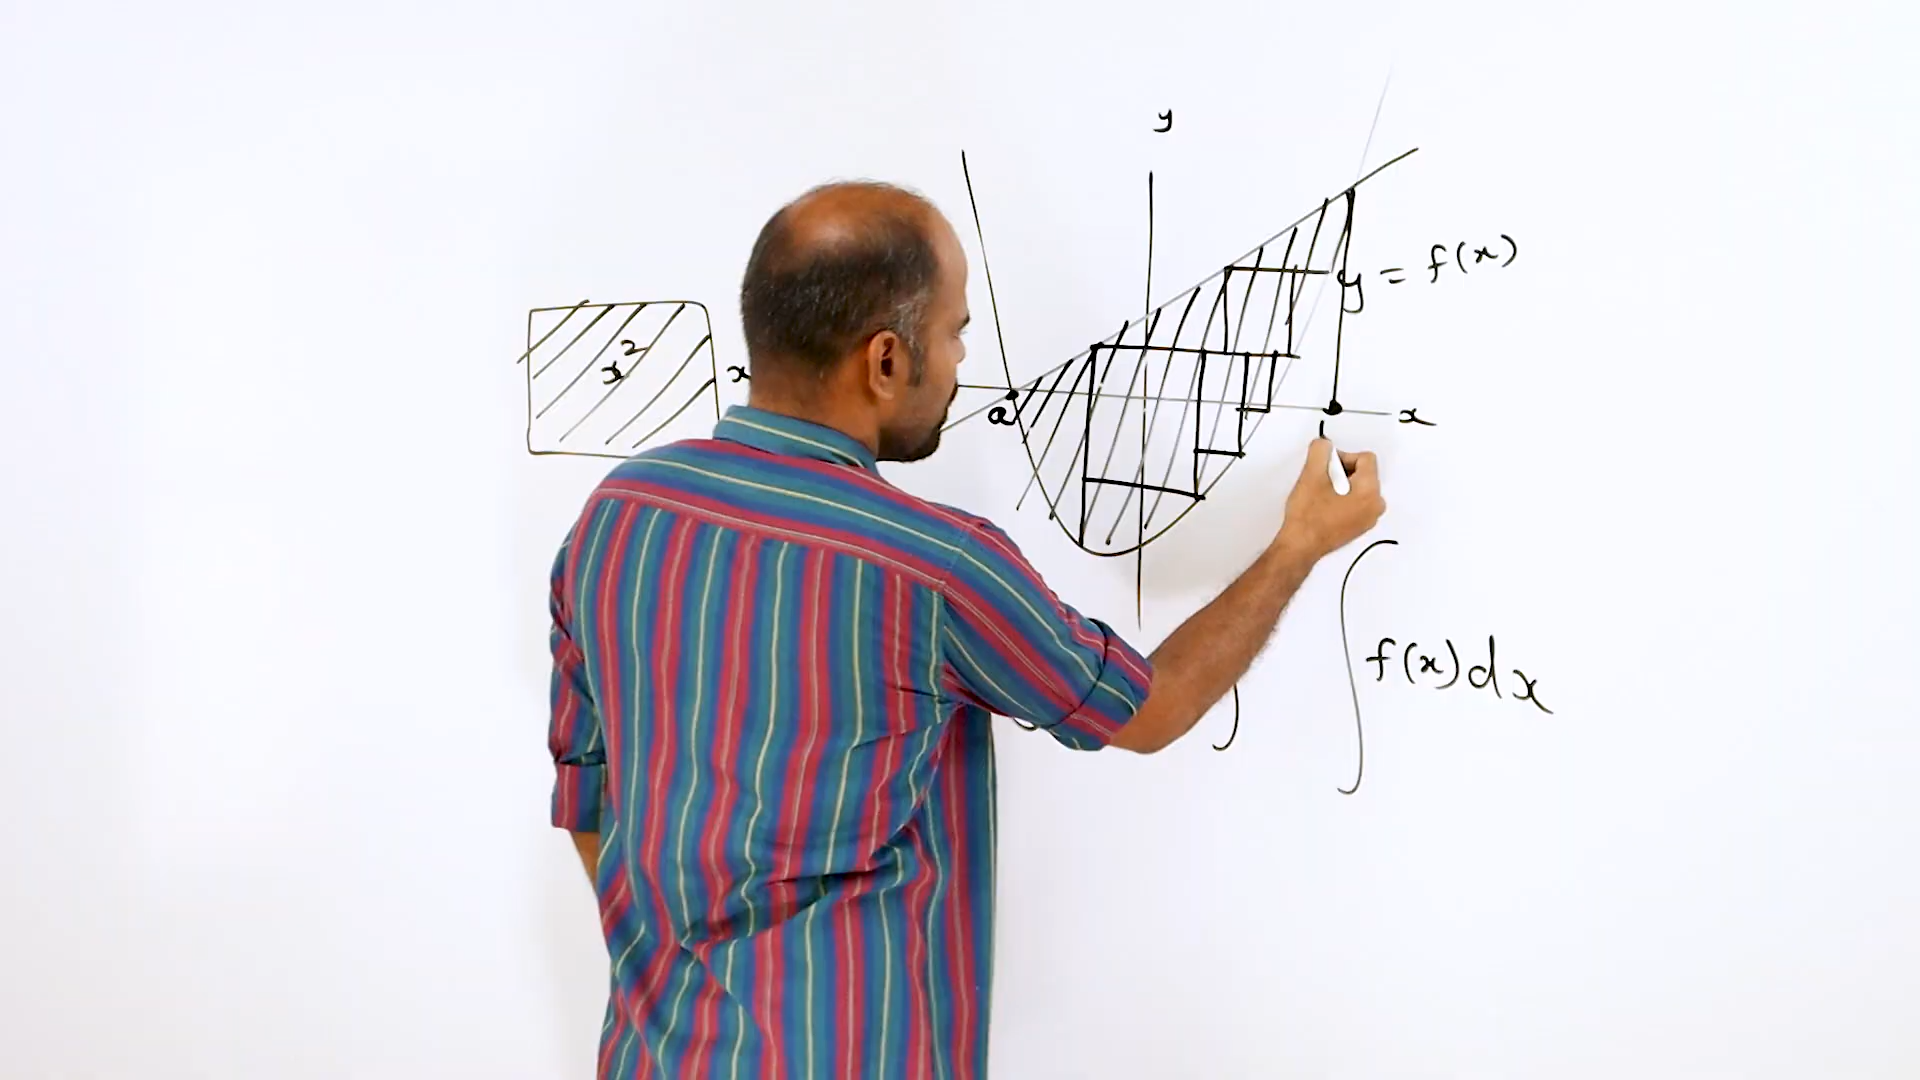 y
y = f(x)
x²
x
a
x
∫ f(x) dx